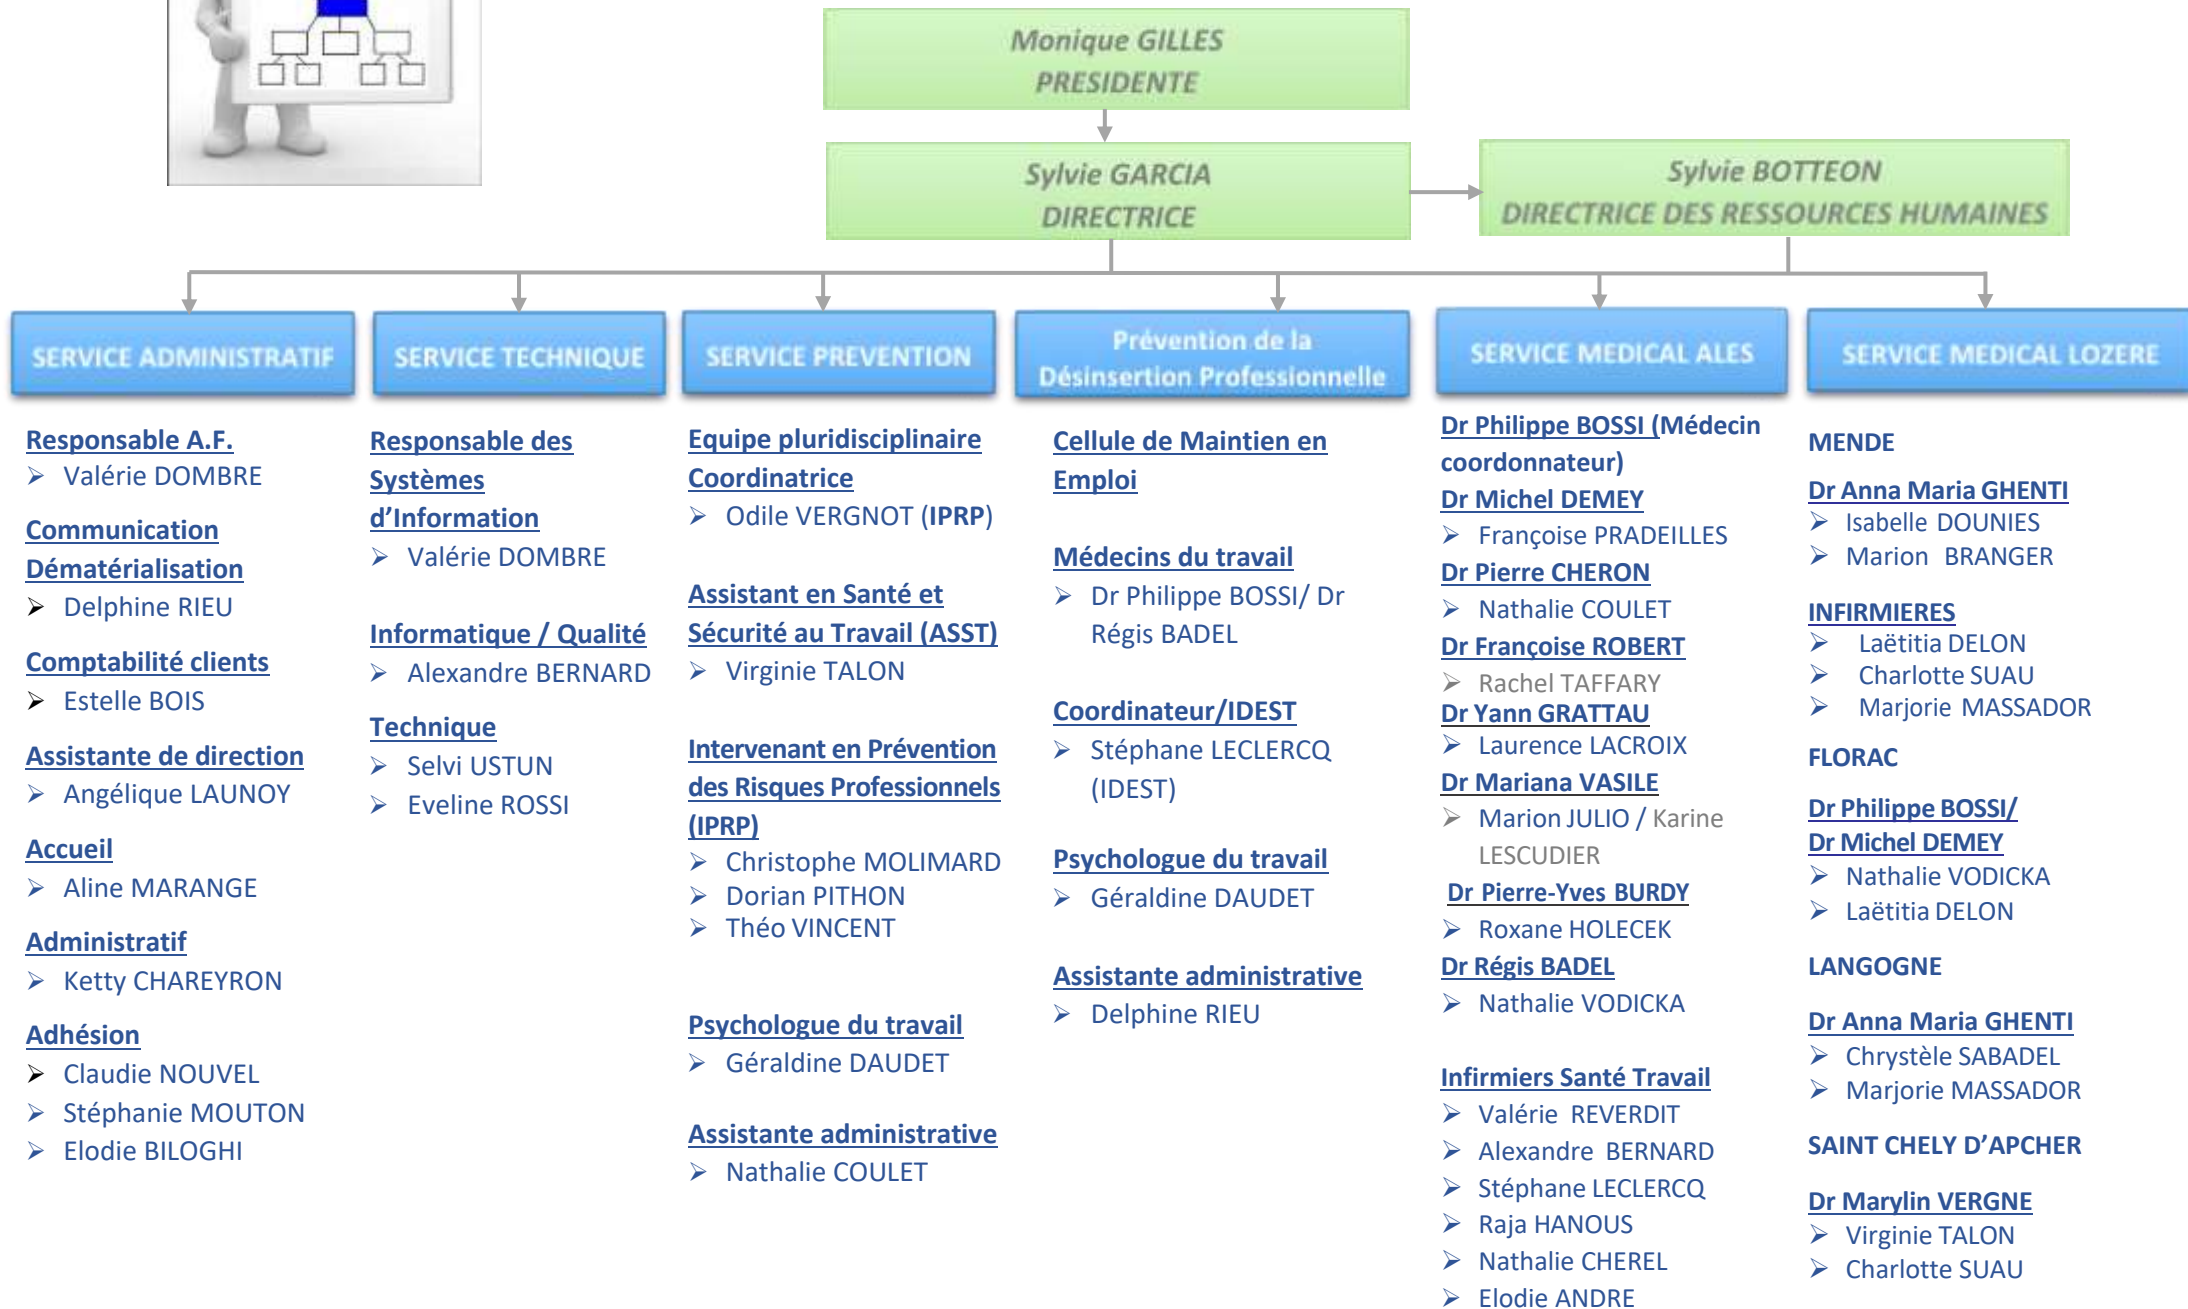 Monique GILLES
PRESIDENTE
Sylvie GARCIA
DIRECTRICE
Sylvie BOTTEON
DIRECTRICE DES RESSOURCES HUMAINES
SERVICE ADMINISTRATIF
Responsable A.F.
➢ Valérie DOMBRE
Communication
Dématérialisation
➢ Delphine RIEU
Comptabilité clients
➢ Estelle BOIS
Assistante de direction
➢ Angélique LAUNOY
Accueil
➢ Aline MARANGE
Administratif
➢ Ketty CHAREYRON
Adhésion
➢ Claudie NOUVEL
➢ Stéphanie MOUTON
➢ Elodie BILOGHI
SERVICE TECHNIQUE
Responsable des
Systèmes
d’Information
➢ Valérie DOMBRE
Informatique / Qualité
➢ Alexandre BERNARD
Technique
➢ Selvi USTUN
➢ Eveline ROSSI
SERVICE PREVENTION
Equipe pluridisciplinaire
Coordinatrice
➢ Odile VERGNOT (IPRP)
Assistant en Santé et
Sécurité au Travail (ASST)
➢ Virginie TALON
Intervenant en Prévention
des Risques Professionnels
(IPRP)
➢ Christophe MOLIMARD
➢ Dorian PITHON
➢ Théo VINCENT
Psychologue du travail
➢ Géraldine DAUDET
Assistante administrative
➢ Nathalie COULET
Prévention de la
Désinsertion Professionnelle
Cellule de Maintien en
Emploi
Médecins du travail
➢ Dr Philippe BOSSI/ Dr
Régis BADEL
Coordinateur/IDEST
➢ Stéphane LECLERCQ
(IDEST)
Psychologue du travail
➢ Géraldine DAUDET
Assistante administrative
➢ Delphine RIEU
SERVICE MEDICAL ALES
Dr Philippe BOSSI (Médecin
coordonnateur)
Dr Michel DEMEY
➢ Françoise PRADEILLES
Dr Pierre CHERON
➢ Nathalie COULET
Dr Françoise ROBERT
➢ Rachel TAFFARY
Dr Yann GRATTAU
➢ Laurence LACROIX
Dr Mariana VASILE
➢ Marion JULIO / Karine
LESCUDIER
Dr Pierre-Yves BURDY
➢ Roxane HOLECEK
Dr Régis BADEL
➢ Nathalie VODICKA
Infirmiers Santé Travail
➢ Valérie REVERDIT
➢ Alexandre BERNARD
➢ Stéphane LECLERCQ
➢ Raja HANOUS
➢ Nathalie CHEREL
➢ Elodie ANDRE
SERVICE MEDICAL LOZERE
MENDE
Dr Anna Maria GHENTI
➢ Isabelle DOUNIES
➢ Marion BRANGER
INFIRMIERES
➢ Laëtitia DELON
➢ Charlotte SUAU
➢ Marjorie MASSADOR
FLORAC
Dr Philippe BOSSI/
Dr Michel DEMEY
➢ Nathalie VODICKA
➢ Laëtitia DELON
LANGOGNE
Dr Anna Maria GHENTI
➢ Chrystèle SABADEL
➢ Marjorie MASSADOR
SAINT CHELY D’APCHER
Dr Marylin VERGNE
➢ Virginie TALON
➢ Charlotte SUAU